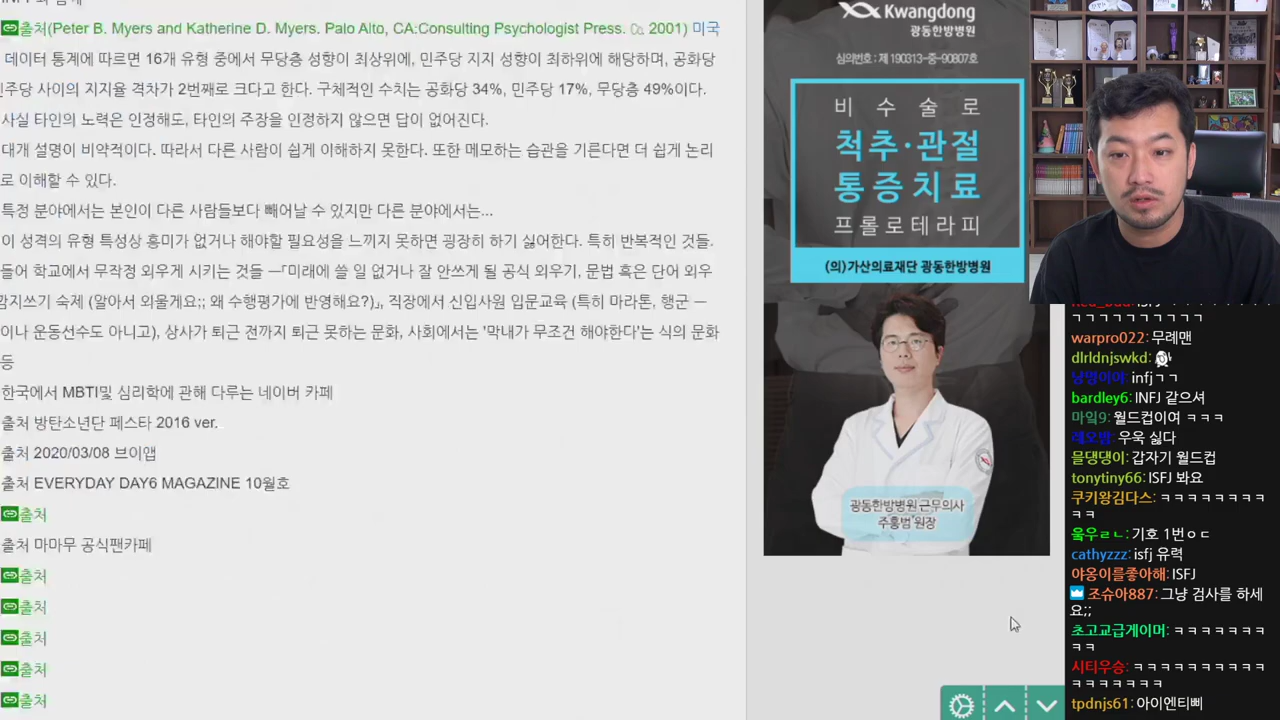 출처(Peter B. Myers and Katherine D. Myers. Palo Alto, CA:Consulting Psychologist Press. 2001) 미국
데이터 통계에 따르면 16개 유형 중에서 무당층 성향이 최상위에, 민주당 지지 성향이 최하위에 해당하며, 공화당
민주당 사이의 지지율 격차가 2번째로 크다고 한다. 구체적인 수치는 공화당 34%, 민주당 17%, 무당층 49%이다.
사실 타인의 노력은 인정해도, 타인의 주장을 인정하지 않으면 답이 없어진다.
대개 설명이 비약적이다. 따라서 다른 사람이 쉽게 이해하지 못한다. 또한 메모하는 습관을 기른다면 더 쉽게 논리
로 이해할 수 있다.
특정 분야에서는 본인이 다른 사람들보다 빼어날 수 있지만 다른 분야에서는...
이 성격의 유형 특성상 흥미가 없거나 해야할 필요성을 느끼지 못하면 굉장히 하기 싫어한다. 특히 반복적인 것들.
들어 학교에서 무작정 외우게 시키는 것들 ─「미래에 쓸 일 없거나 잘 안쓰게 될 공식 외우기, 문법 혹은 단어 외우
깜지쓰기 숙제 (알아서 외울게요;; 왜 수행평가에 반영해요?)」, 직장에서 신입사원 입문교육 (특히 마라톤, 행군 ─
이나 운동선수도 아니고), 상사가 퇴근 전까지 퇴근 못하는 문화, 사회에서는 '막내가 무조건 해야한다'는 식의 문화
등
한국에서 MBTI및 심리학에 관해 다루는 네이버 카페
출처 방탄소년단 페스타 2016 ver.
출처 2020/03/08 브이앱
출처 EVERYDAY DAY6 MAGAZINE 10월호
출처
출처 마마무 공식팬카페
출처
출처
출처
출처
출처
Kwangdong
광동한방병원
심의번호 : 제 190313-중-90807호
비수술로
척추·관절
통증치료
프롤로테라피
(의)가산의료재단 광동한방병원
광동한방병원 근무의사
주홍범 원장
ㄱㄱㄱㄱㄱㄱㄱㄱㄱㄱ
warpro022: 무례맨
dlrldnjswkd:
낭멍이야: infjㄱㄱ
bardley6: INFJ 같으셔
마잌9: 월드컵이여 ㅋㅋㅋ
레오뱀: 우욱 싫다
믈댕댕이: 갑자기 월드컵
tonytiny66: ISFJ 봐요
쿠키왕김다스: ㅋㅋㅋㅋㅋㅋㅋㅋ
ㅋㅋ
웈우ㄹㄴ: 기호 1번ㅇㄷ
cathyzzz: isfj 유력
야옹이를좋아해: ISFJ
조슈아887: 그냥 검사를 하세
요;;
초고교급게이며: ㅋㅋㅋㅋㅋㅋㅋ
ㅋㅋ
시티우승: ㅋㅋㅋㅋㅋㅋㅋㅋㅋㅋ
ㅋㅋㅋㅋㅋㅋㅋ
tpdnjs61: 아이엔티삐